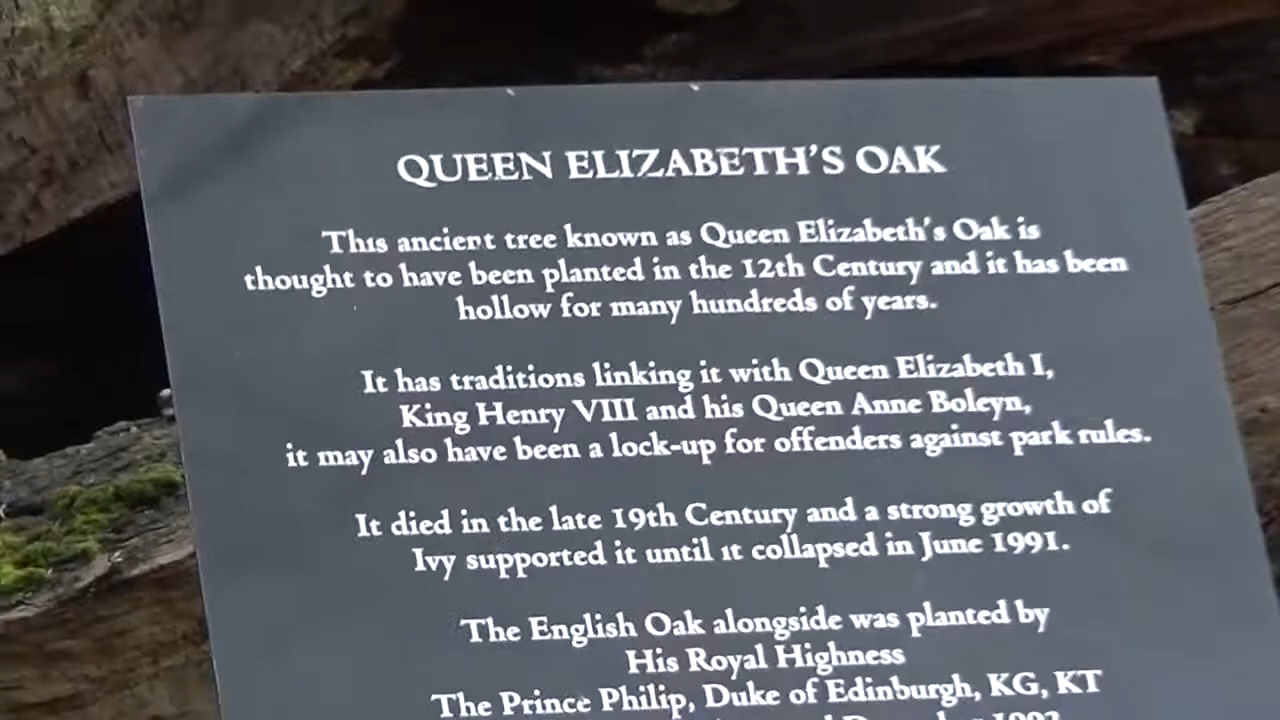 QUEEN ELIZABETH'S OAK
This ancient tree known as Queen Elizabeth's Oak is
thought to have been planted in the 12th Century and it has been
hollow for many hundreds of years.
It has traditions linking it with Queen Elizabeth I,
King Henry VIII and his Queen Anne Boleyn,
it may also have been a lock-up for offenders against park rules.
It died in the late 19th Century and a strong growth of
Ivy supported it until it collapsed in June 1991.
The English Oak alongside was planted by
His Royal Highness
The Prince Philip, Duke of Edinburgh, KG, KT